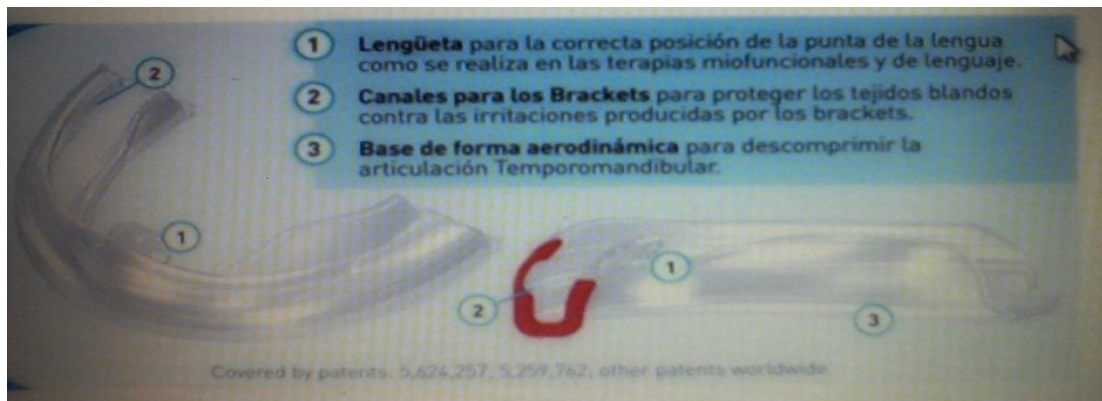 1 Lengüeta para la correcta posición de la punta de la lengua
como se realiza en las terapias miofuncionales y de lenguaje.
2 Canales para los Brackets para proteger los tejidos blandos
contra las irritaciones producidas por los brackets.
3 Base de forma aerodinámica para descomprimir la
articulación Temporomandibular.
2
1
1
2
3
Covered by patents: 5,624,257, 5,259,762, other patents worldwide